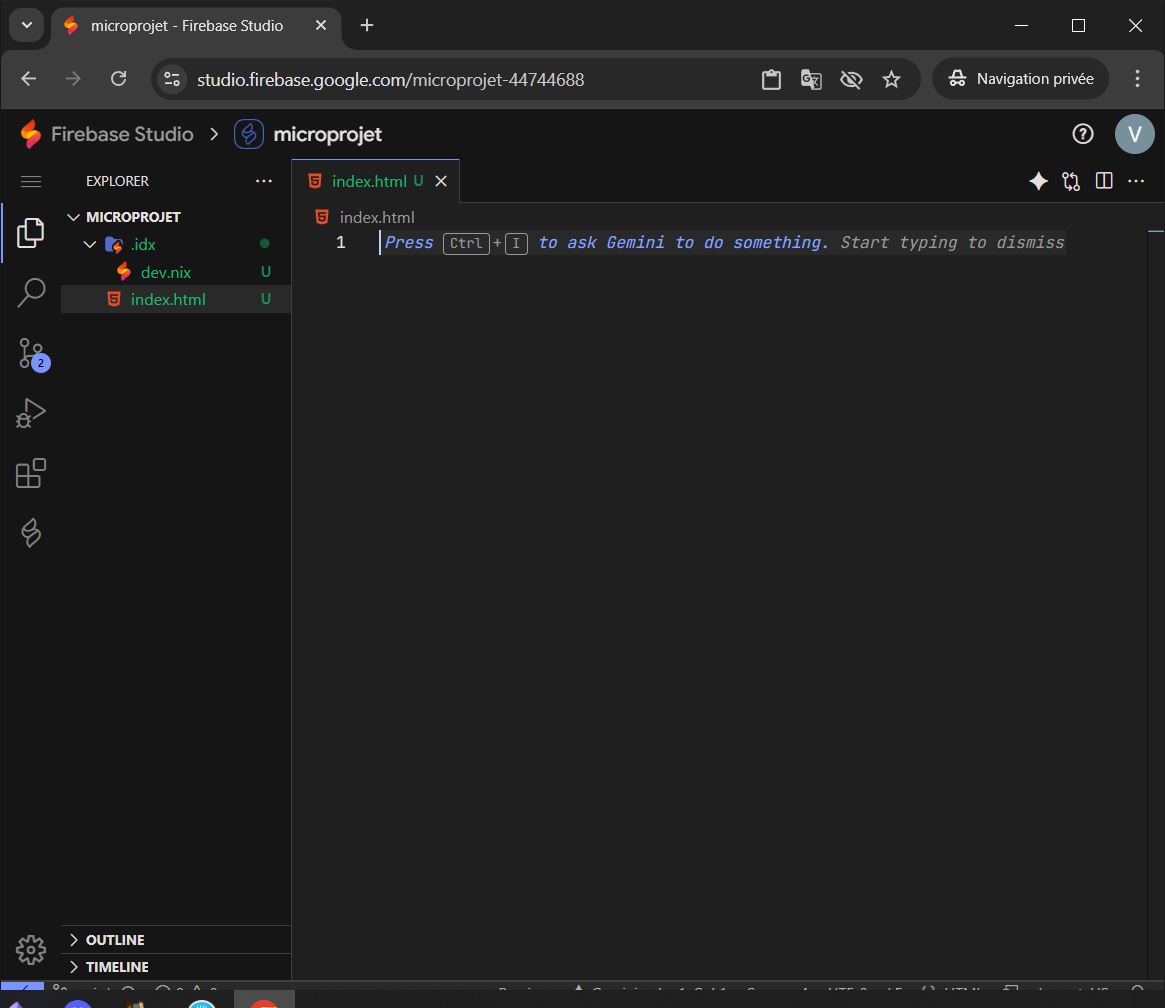 microprojet - Firebase Studio
studio.firebase.google.com/microprojet-44744688
Navigation privée
Firebase Studio
microprojet
V
EXPLORER
index.html U
MICROPROJET
index.html
.idx
1 Press Ctrl + I to ask Gemini to do something. Start typing to dismiss
dev.nix U
index.html U
2
OUTLINE
TIMELINE